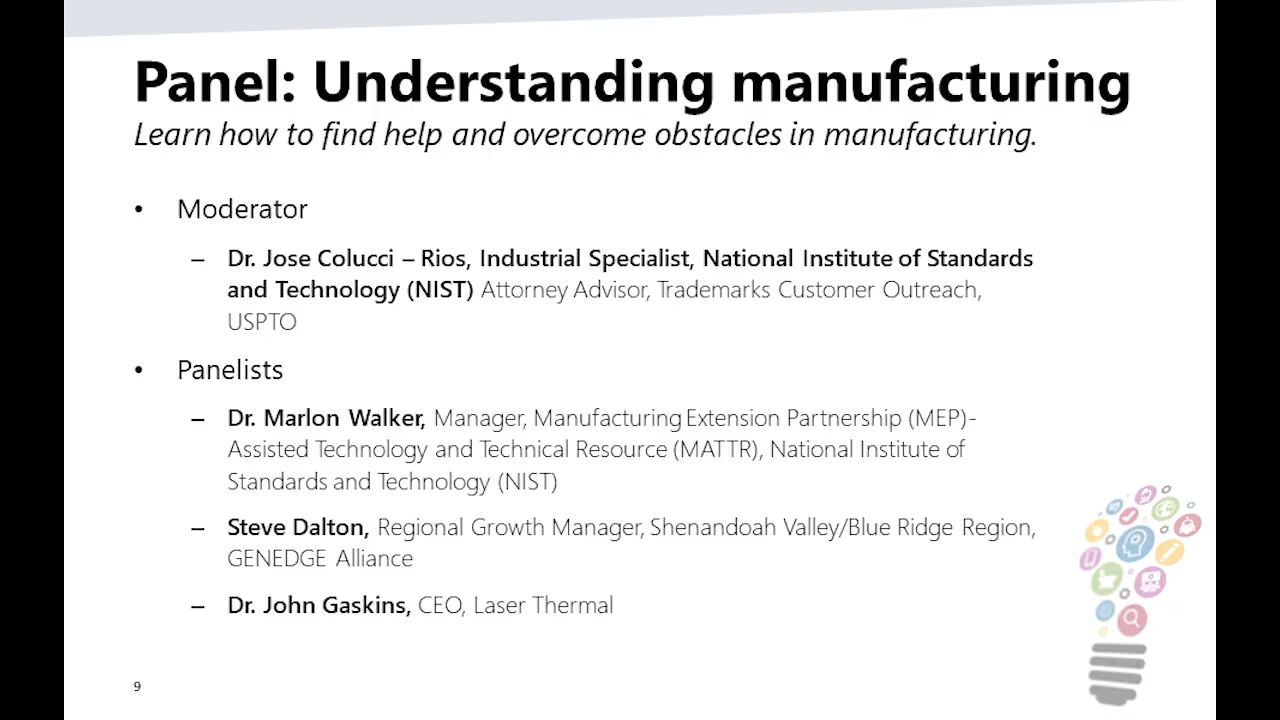 Panel: Understanding manufacturing
Learn how to find help and overcome obstacles in manufacturing.
• Moderator
– Dr. Jose Colucci – Rios, Industrial Specialist, National Institute of Standards
and Technology (NIST) Attorney Advisor, Trademarks Customer Outreach,
USPTO
• Panelists
– Dr. Marlon Walker, Manager, Manufacturing Extension Partnership (MEP)-
Assisted Technology and Technical Resource (MATTR), National Institute of
Standards and Technology (NIST)
– Steve Dalton, Regional Growth Manager, Shenandoah Valley/Blue Ridge Region,
GENEDGE Alliance
– Dr. John Gaskins, CEO, Laser Thermal
9